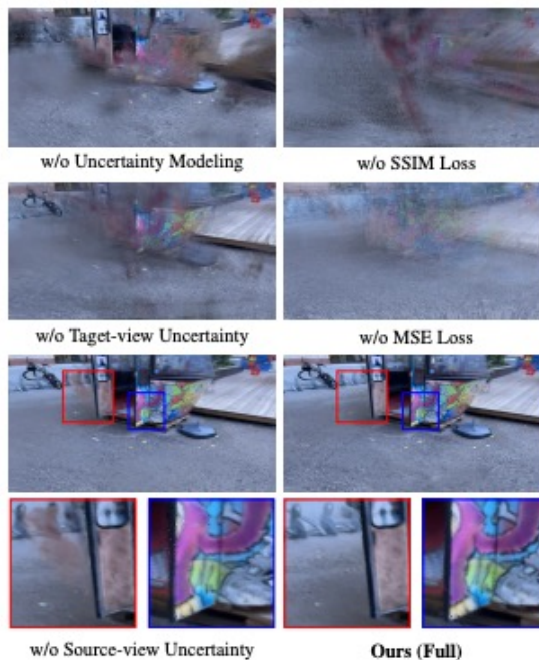 w/o Uncertainty Modeling
w/o SSIM Loss
w/o Taget-view Uncertainty
w/o MSE Loss
w/o Source-view Uncertainty
Ours (Full)